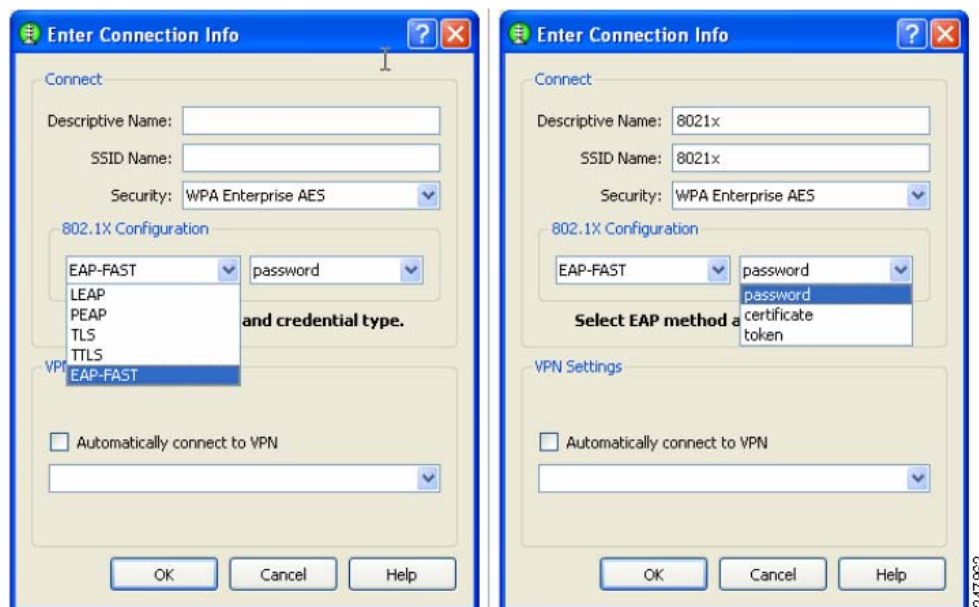 Enter Connection Info
Connect
Descriptive Name:
SSID Name:
Security: WPA Enterprise AES
802.1X Configuration
EAP-FAST password
LEAP
PEAP
TLS
TTLS
EAP-FAST
and credential type.
Automatically connect to VPN
OK Cancel Help
Enter Connection Info
Connect
Descriptive Name: 8021x
SSID Name: 8021x
Security: WPA Enterprise AES
802.1X Configuration
EAP-FAST password
password
certificate
token
Select EAP method
VPN Settings
Automatically connect to VPN
OK Cancel Help